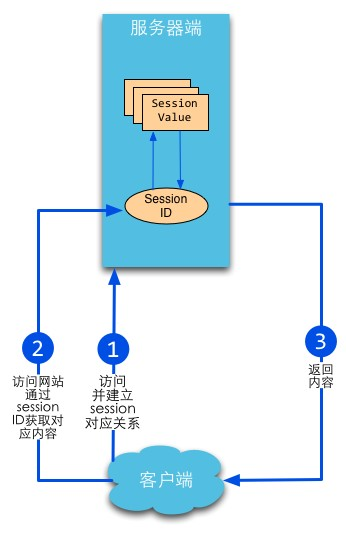 服务器端
Session
Value
Session
ID
2
访问网站
通过
session
ID获取对
应内容
1
访问
并建立
session
对应关系
3
返回
内容
客户端